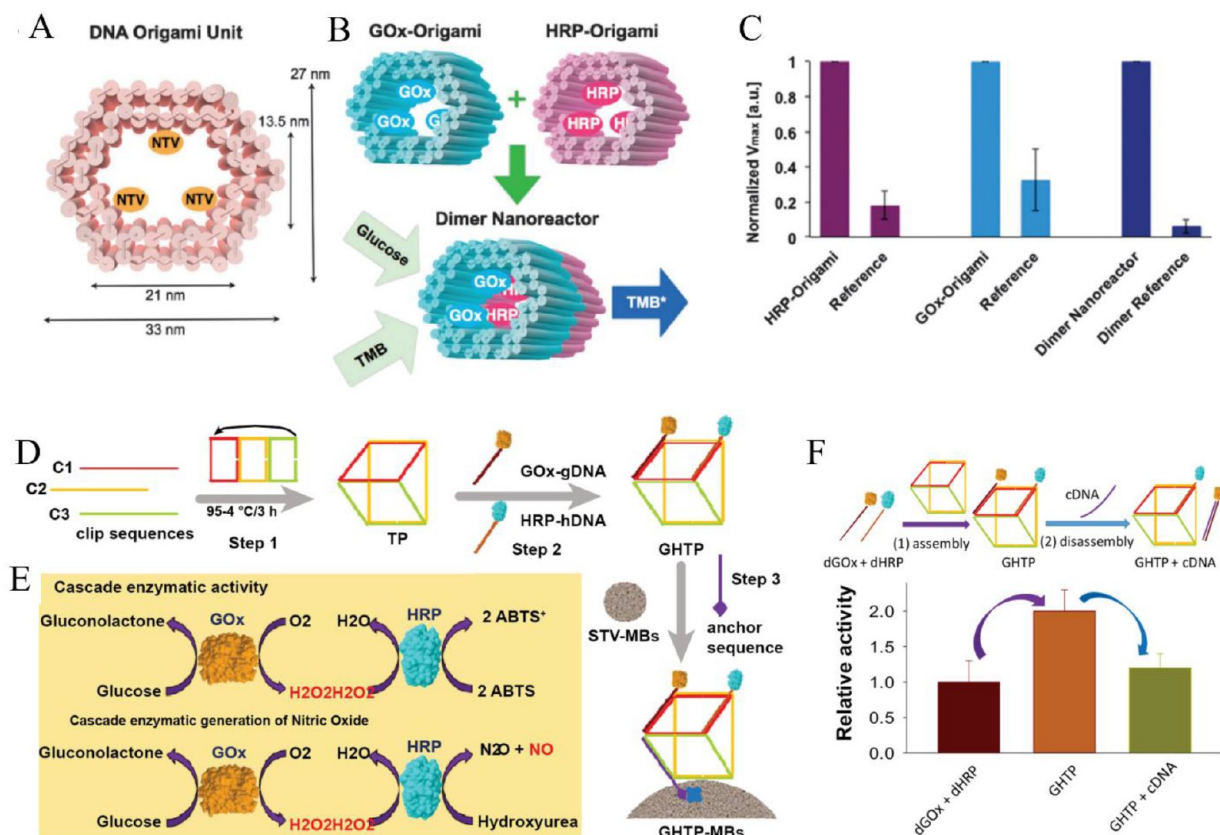 A
DNA Origami Unit
NTV
NTV
NTV
27 nm
13.5 nm
21 nm
33 nm
B
GOx-Origami
HRP-Origami
GOx
GOx
G
+
HRP
HRP
H
Dimer Nanoreactor
Glucose
TMB
GOx
HR
GOx
HRP
TMB*
C
Normalized Vmax [a.u.]
1
0.8
0.6
0.4
0.2
0
HRP-Origami
Reference
GOx-Origami
Reference
Dimer Nanoreactor
Dimer Reference
D
C1
C2
C3
clip sequences
95-4 °C/3 h
Step 1
TP
GOx-gDNA
HRP-hDNA
Step 2
GHTP
Step 3
STV-MBs
anchor
sequence
GHTP-MBs
E
Cascade enzymatic activity
Gluconolactone
GOx
O2
H2O
HRP
2 ABTS⁺
Glucose
H2O2H2O2
2 ABTS
Cascade enzymatic generation of Nitric Oxide
Gluconolactone
GOx
O2
H2O
HRP
N2O + NO
Glucose
H2O2H2O2
Hydroxyurea
F
cDNA
(1) assembly
(2) disassembly
dGOx + dHRP
GHTP
GHTP + cDNA
Relative activity
2.0
1.5
1.0
0.5
0.0
dGOx + dHRP
GHTP
GHTP + cDNA